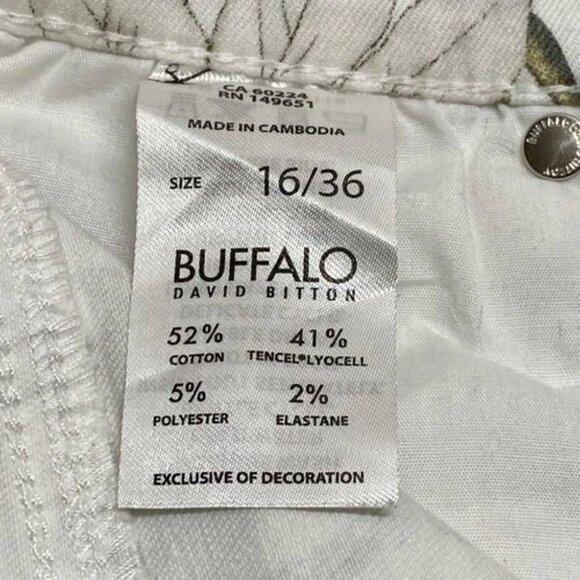 CA 60224
RN 149651
MADE IN CAMBODIA
SIZE 16/36
BUFFALO
DAVID BITTON
52% 41%
COTTON TENCEL®LYOCELL
5% 2%
POLYESTER ELASTANE
EXCLUSIVE OF DECORATION
BUFFALO